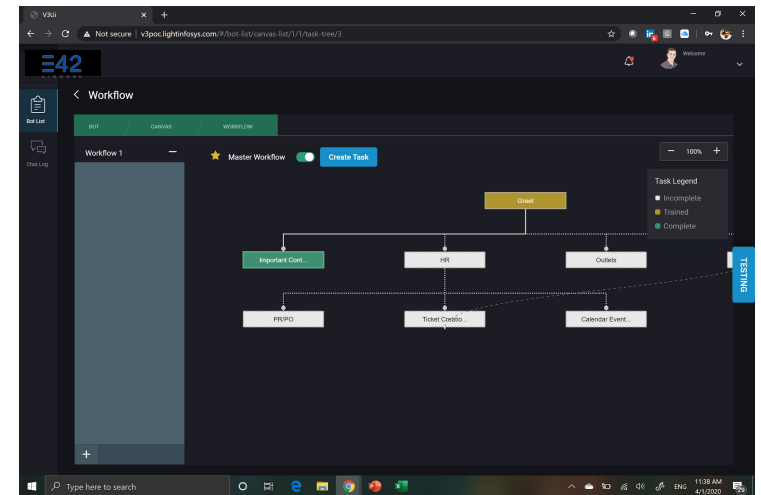 V3Ui
Not secure | v3poc.lightinfosys.com/#/bot-list/canvas-list/1/1/task-tree/3
E42
Welcome
Workflow
Bot List
BOT CANVAS WORKFLOW
Chat Log
Workflow 1
Master Workflow Create Task
100%
Task Legend
Incomplete
Trained
Complete
Greet
Important Cont...
HR
Outlets
TESTING
PR/PO
Ticket Creatio...
Calendar Event...
Type here to search
ENG
11:38 AM
4/1/2020